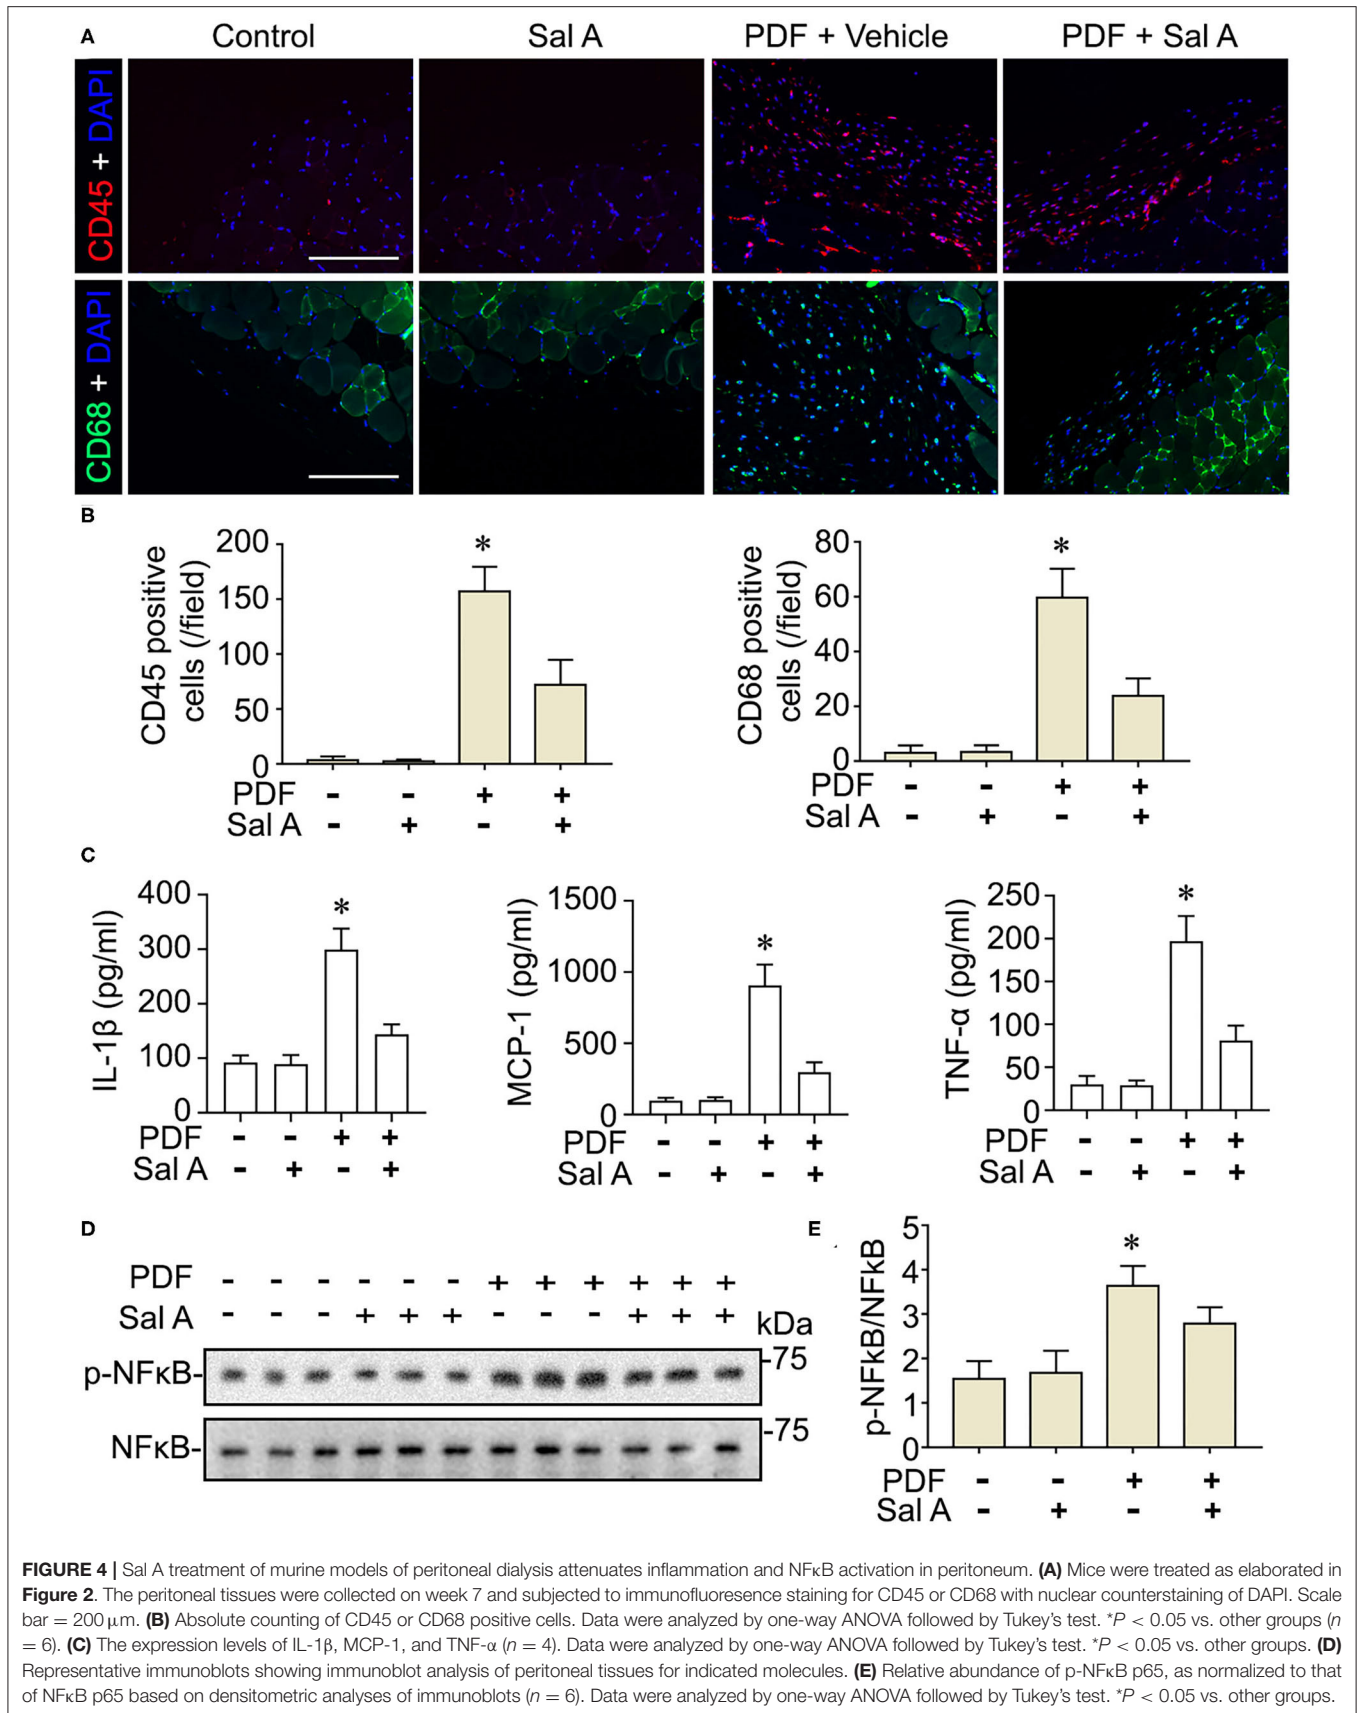 A
Control Sal A PDF + Vehicle PDF + Sal A
CD45 + DAPI
CD68 + DAPI
B
CD45 positive
cells (/field)
200
150
100
50
0
PDF - - + +
Sal A - + - +
CD68 positive
cells (/field)
80
60
40
20
0
PDF - - + +
Sal A - + - +
*
*
C
IL-1β (pg/ml)
400
300
200
100
0
*
PDF - - + +
Sal A - + - +
MCP-1 (pg/ml)
1500
1000
500
0
*
PDF - - + +
Sal A - + - +
TNF-α (pg/ml)
250
200
150
100
50
0
*
PDF - - + +
Sal A - + - +
D
PDF - - - - - - + + + + + +
Sal A - - - + + + - - - + + +
kDa
p-NFκB- -75
NFκB- -75
E
p-NFκB/NFκB
5
4
3
2
1
0
*
PDF - - + +
Sal A - + - +
FIGURE 4 | Sal A treatment of murine models of peritoneal dialysis attenuates inflammation and NFκB activation in peritoneum. (A) Mice were treated as elaborated in
Figure 2. The peritoneal tissues were collected on week 7 and subjected to immunofluoresence staining for CD45 or CD68 with nuclear counterstaining of DAPI. Scale
bar = 200 μm. (B) Absolute counting of CD45 or CD68 positive cells. Data were analyzed by one-way ANOVA followed by Tukey's test. *P < 0.05 vs. other groups (n
= 6). (C) The expression levels of IL-1β, MCP-1, and TNF-α (n = 4). Data were analyzed by one-way ANOVA followed by Tukey's test. *P < 0.05 vs. other groups. (D)
Representative immunoblots showing immunoblot analysis of peritoneal tissues for indicated molecules. (E) Relative abundance of p-NFκB p65, as normalized to that
of NFκB p65 based on densitometric analyses of immunoblots (n = 6). Data were analyzed by one-way ANOVA followed by Tukey's test. *P < 0.05 vs. other groups.